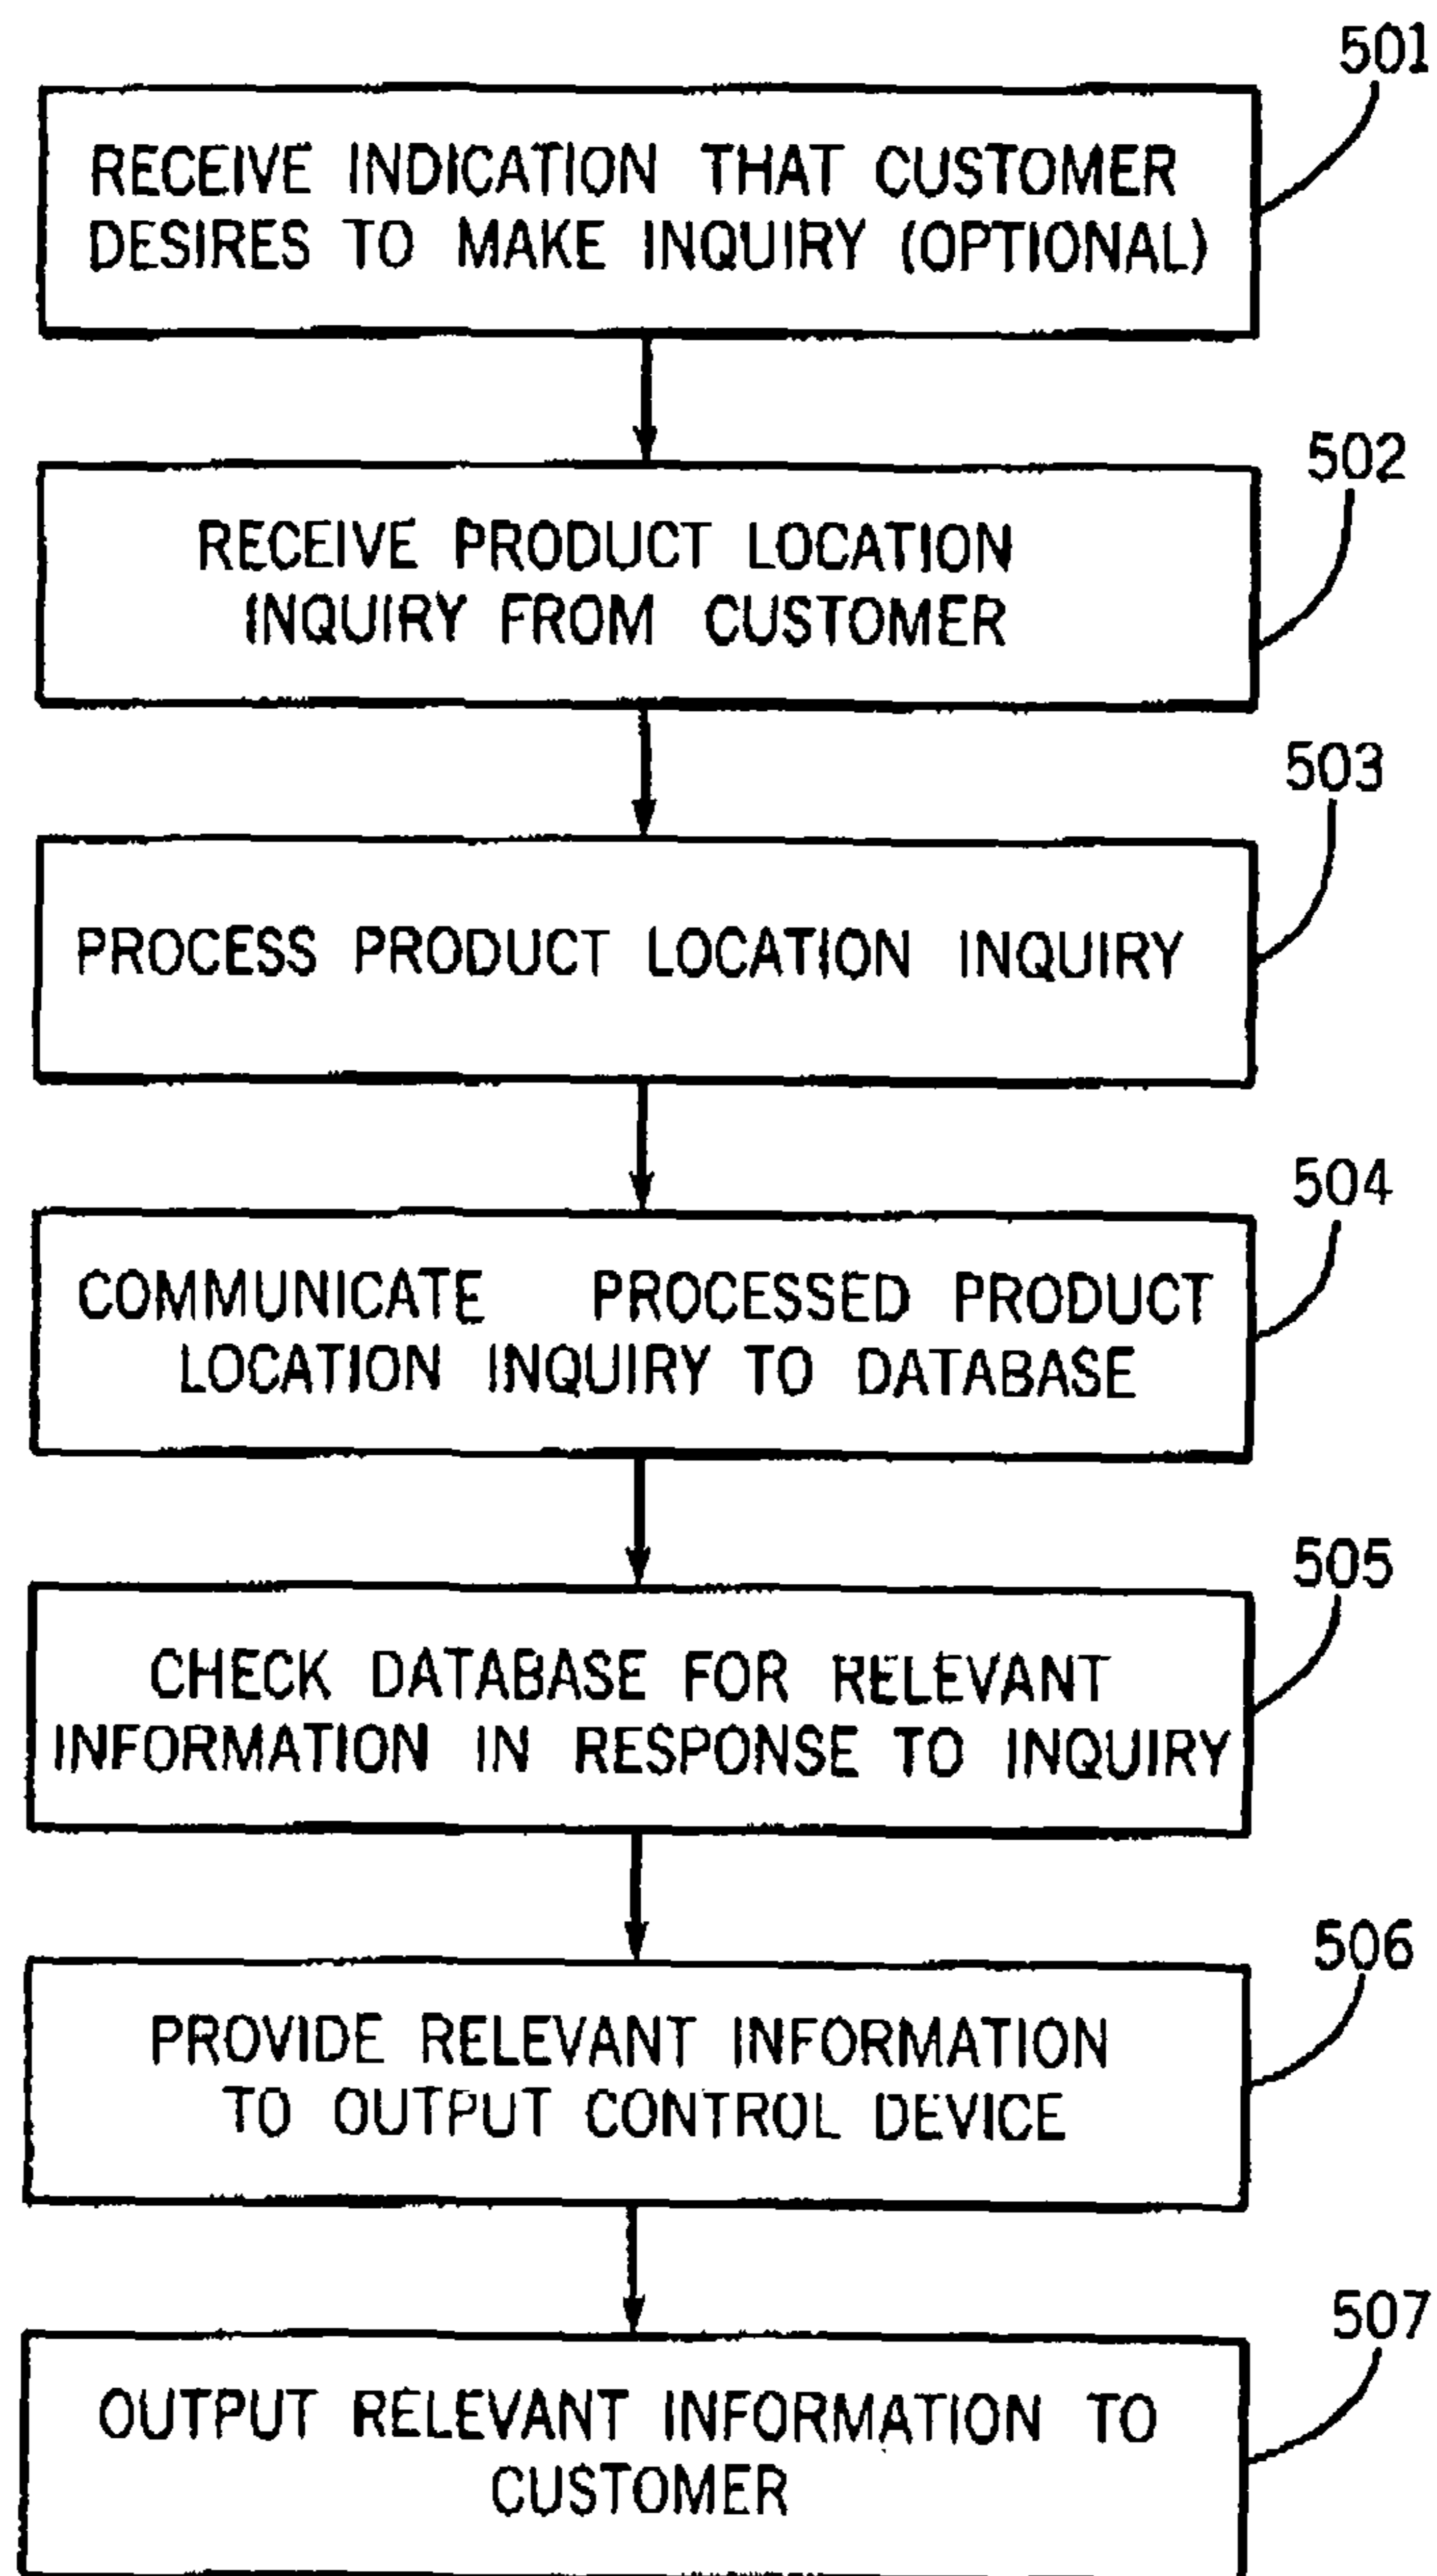 501
RECEIVE INDICATION THAT CUSTOMER
DESIRES TO MAKE INQUIRY (OPTIONAL)
502
RECEIVE PRODUCT LOCATION
INQUIRY FROM CUSTOMER
503
PROCESS PRODUCT LOCATION INQUIRY
504
COMMUNICATE PROCESSED PRODUCT
LOCATION INQUIRY TO DATABASE
505
CHECK DATABASE FOR RELEVANT
INFORMATION IN RESPONSE TO INQUIRY
506
PROVIDE RELEVANT INFORMATION
TO OUTPUT CONTROL DEVICE
507
OUTPUT RELEVANT INFORMATION TO
CUSTOMER